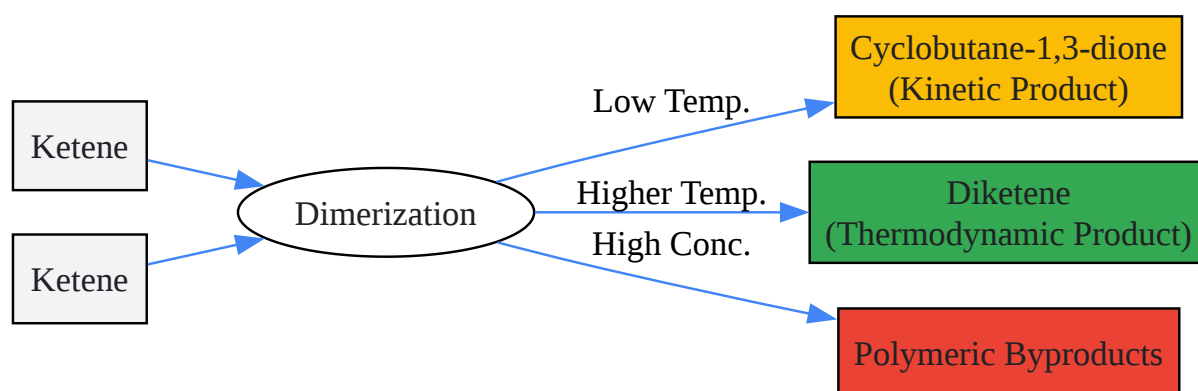 Ketene
Ketene
Dimerization
Low Temp.
Higher Temp.
High Conc.
Cyclobutane-1,3-dione
(Kinetic Product)
Diketene
(Thermodynamic Product)
Polymeric Byproducts